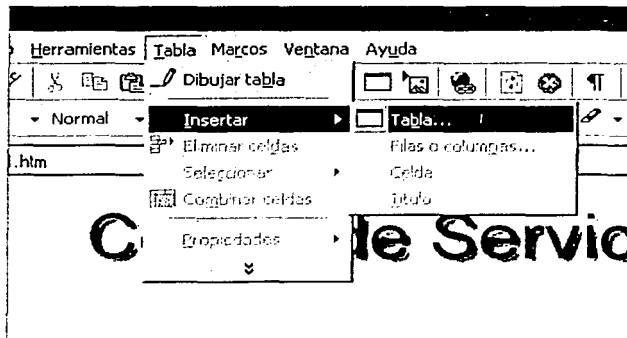 Herramientas Tabla Marcos Ventana Ayuda
Dibujar tabla
Normal
Insertar
Tabla...
.htm
Eliminar celdas
Filas o columnas...
Seleccionar
Celda
Combinar celdas
Título
de Servic
Propiedades